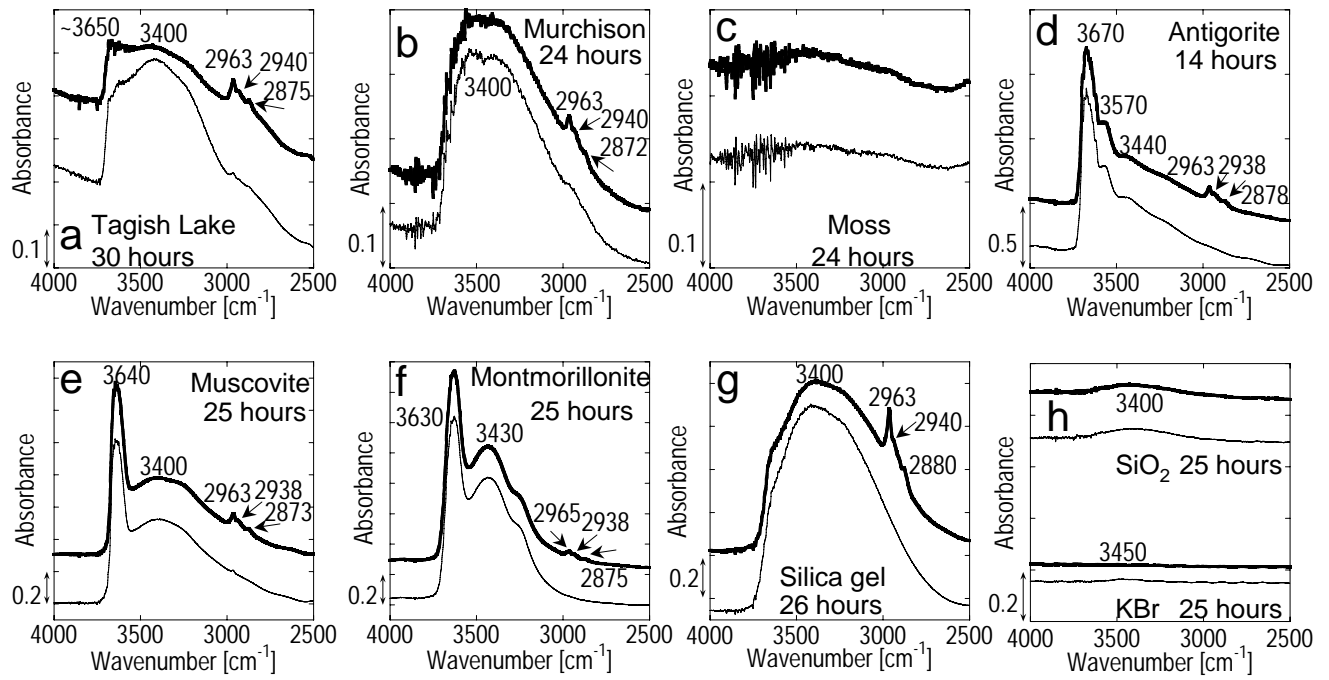 a
~3650
3400
2963
2940
2875
Absorbance
0.1
Tagish Lake
30 hours
4000 3500 3000 2500
Wavenumber [cm⁻¹]
b
Murchison
24 hours
3400
2963
2940
2872
Absorbance
0.1
4000 3500 3000 2500
Wavenumber [cm⁻¹]
c
Absorbance
0.1
Moss
24 hours
4000 3500 3000 2500
Wavenumber [cm⁻¹]
d
3670
Antigorite
14 hours
3570
3440
2963
2938
2878
Absorbance
0.5
4000 3500 3000 2500
Wavenumber [cm⁻¹]
e
3640
Muscovite
25 hours
3400
2963
2938
2873
Absorbance
0.2
4000 3500 3000 2500
Wavenumber [cm⁻¹]
f
Montmorillonite
25 hours
3630
3430
2965
2938
2875
Absorbance
0.2
4000 3500 3000 2500
Wavenumber [cm⁻¹]
g
3400
2963
2940
2880
Absorbance
0.2
Silica gel
26 hours
4000 3500 3000 2500
Wavenumber [cm⁻¹]
h
3400
SiO₂ 25 hours
3450
KBr 25 hours
Absorbance
0.2
4000 3500 3000 2500
Wavenumber [cm⁻¹]